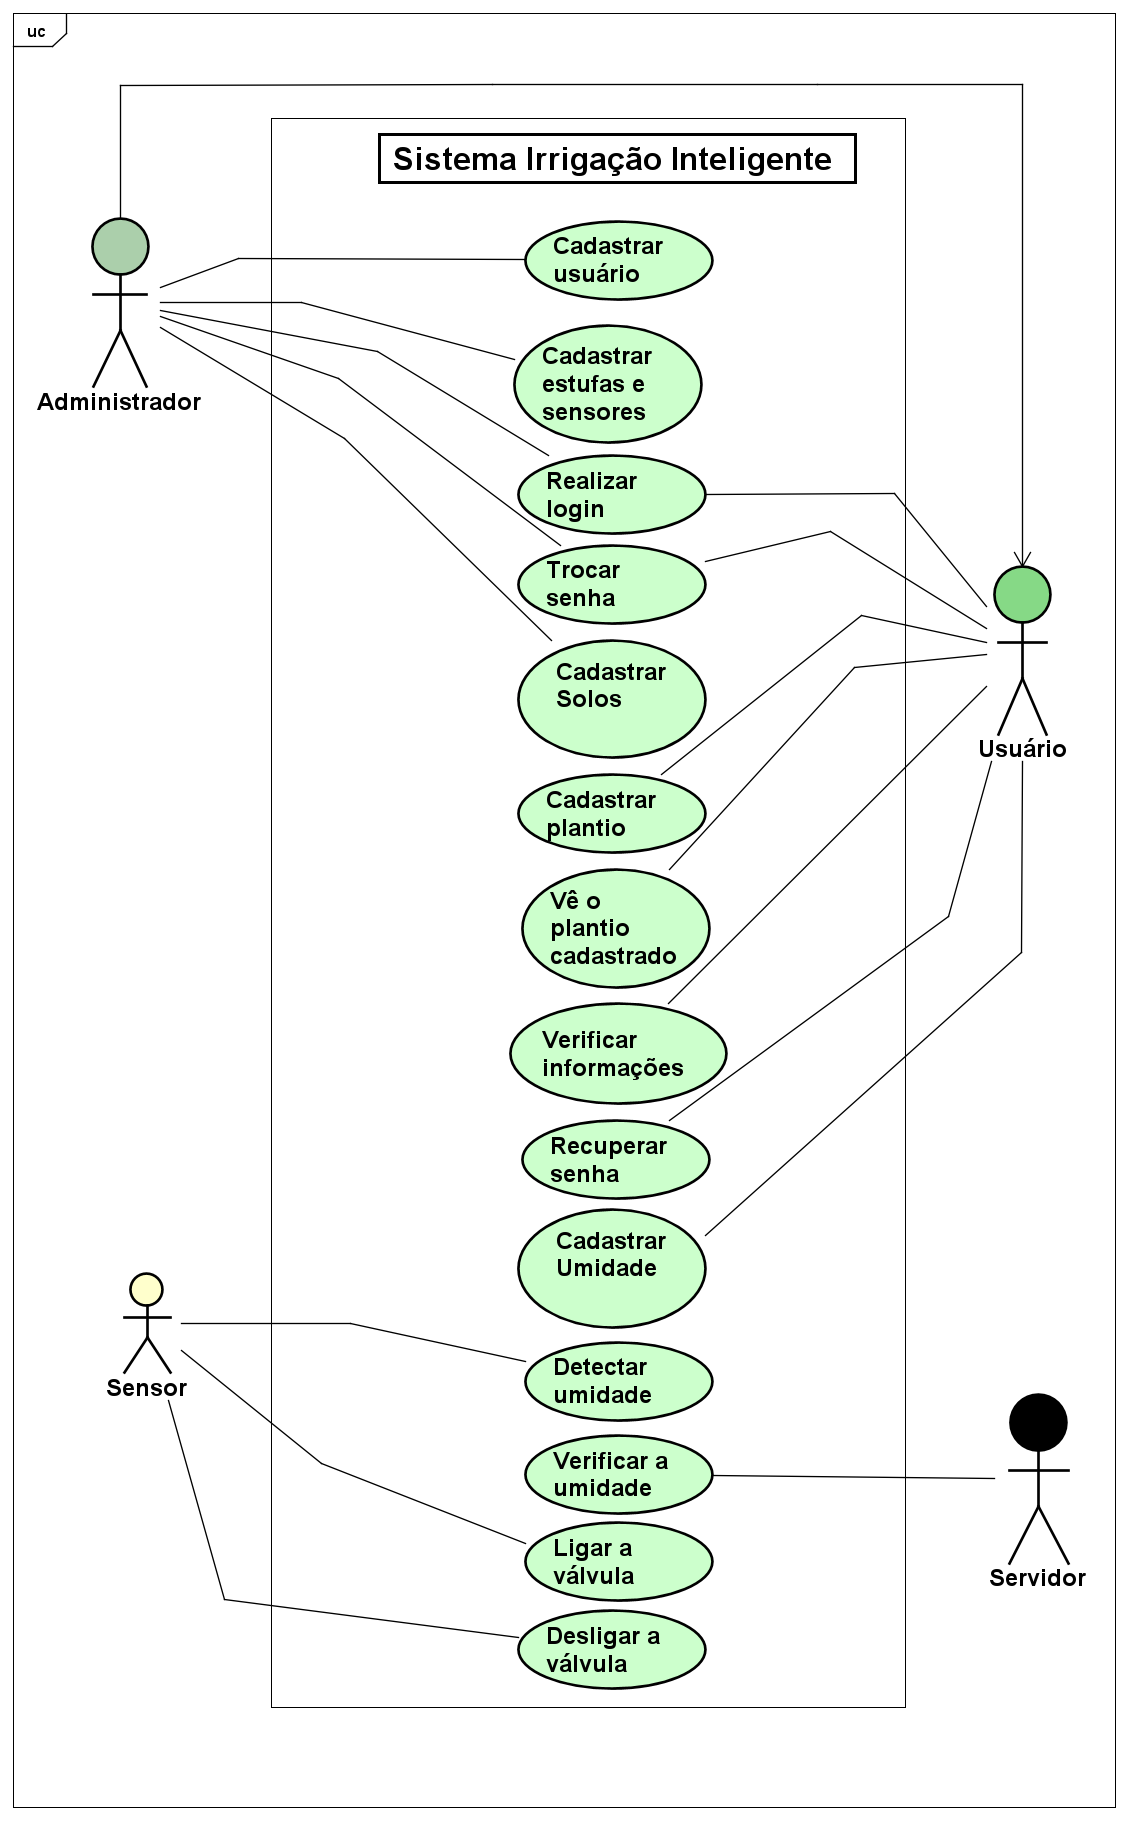 uc
Sistema Irrigação Inteligente
Cadastrar
usuário
Administrador
Cadastrar
estufas e
sensores
Realizar
login
Trocar
senha
Cadastrar
Solos
Usuário
Cadastrar
plantio
Vê o
plantio
cadastrado
Verificar
informações
Recuperar
senha
Cadastrar
Umidade
Sensor
Detectar
umidade
Verificar a
umidade
Ligar a
válvula
Servidor
Desligar a
válvula